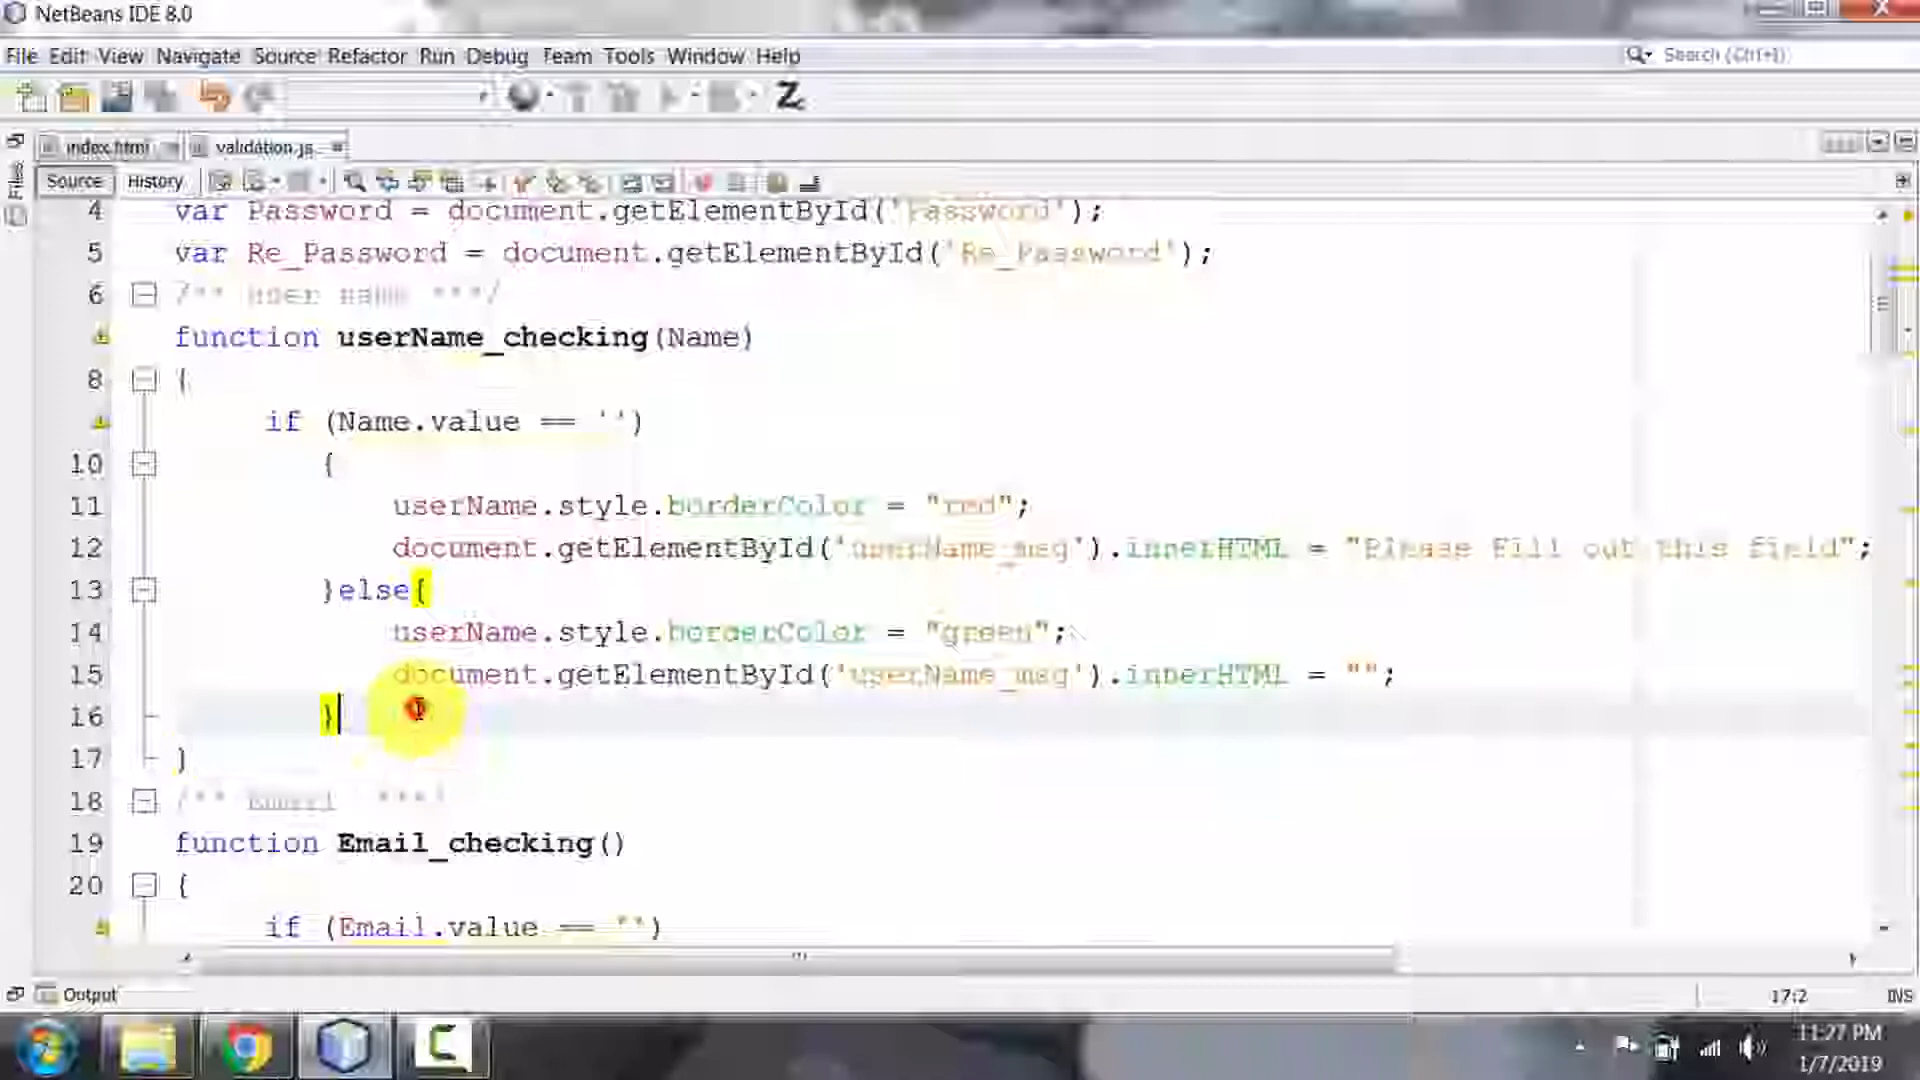 NetBeans IDE 8.0
File Edit View Navigate Source Refactor Run Debug Team Tools Window Help
Search (Ctrl+I)
index.html validation.js
Files
Source History
4 var Password = document.getElementById('Password');
5 var Re_Password = document.getElementById('Re_Password');
6 /** user name ***/
function userName_checking(Name)
8 {
if (Name.value == '')
10 {
11 userName.style.borderColor = "red";
12 document.getElementById('userName_msg').innerHTML = "Please Fill out this field";
13 }else{
14 userName.style.borderColor = "green";
15 document.getElementById('userName_msg').innerHTML = "";
16 }
17 }
18 /** Email ***/
19 function Email_checking()
20 {
if (Email.value == '')
Output
17:2 INS
11:27 PM
1/7/2019